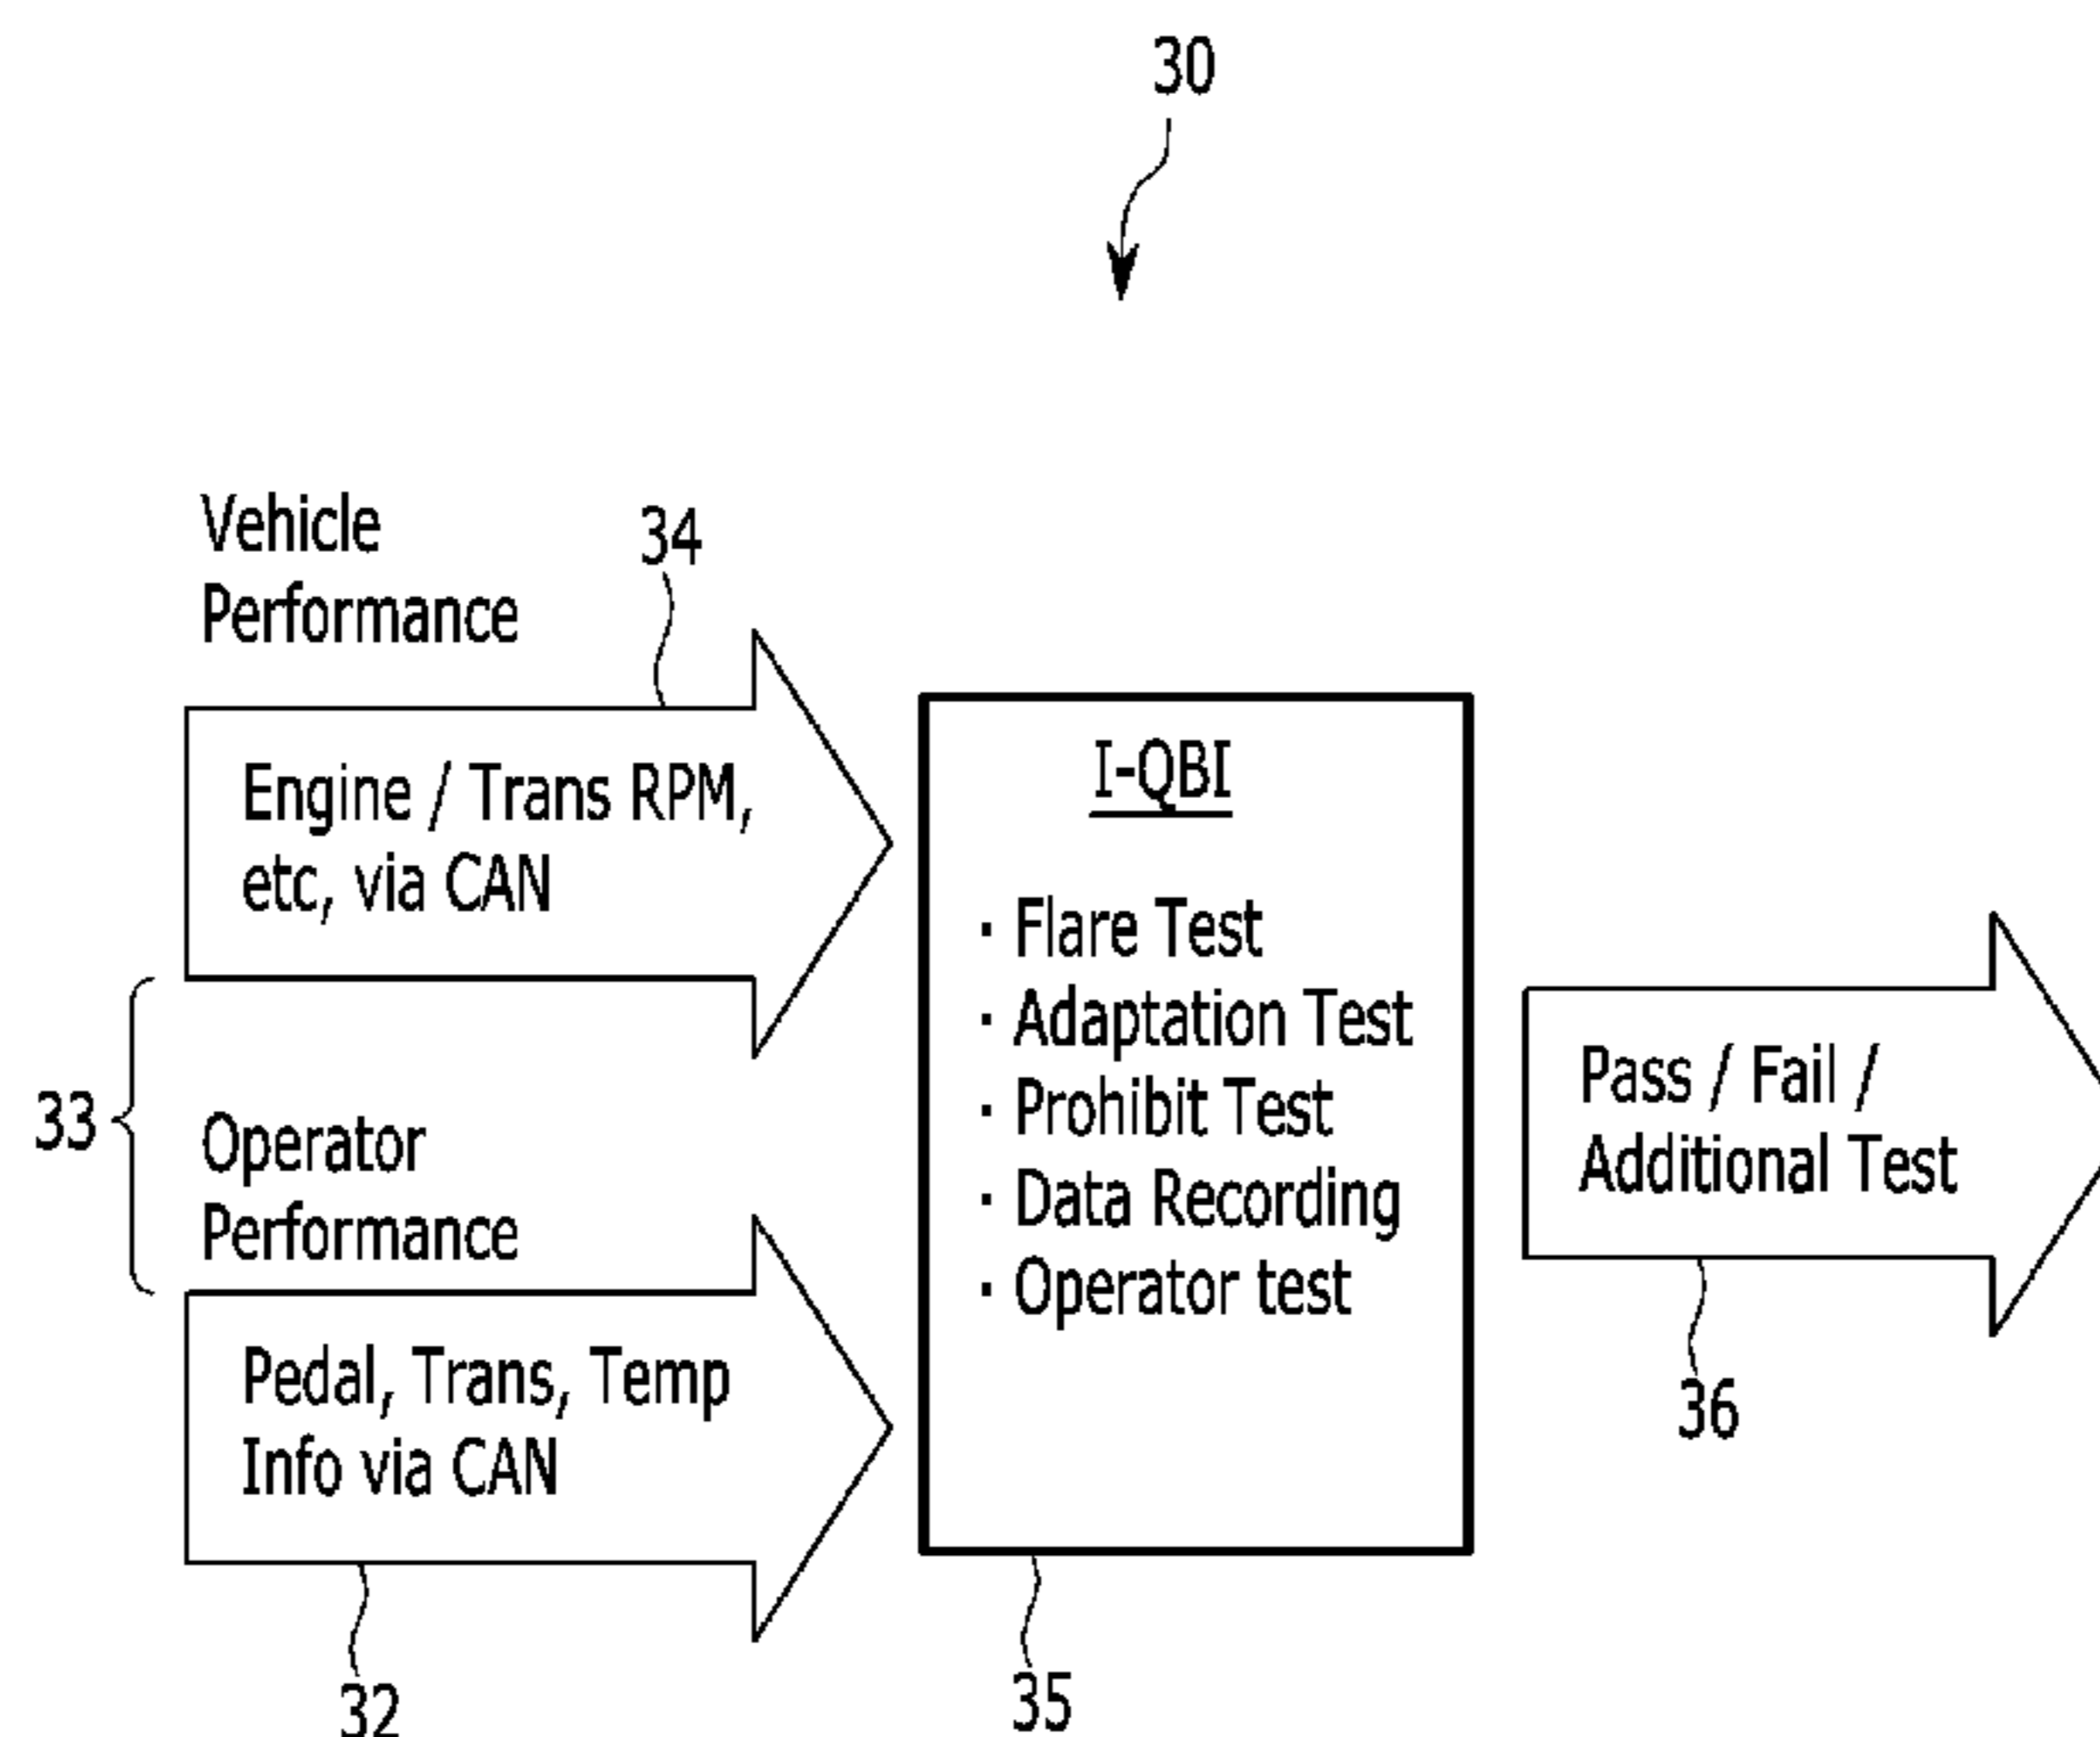 30
Vehicle
Performance
34
Engine / Trans RPM,
etc, via CAN
33
Operator
Performance
Pedal, Trans, Temp
Info via CAN
32
I-QBI
· Flare Test
· Adaptation Test
· Prohibit Test
· Data Recording
· Operator test
35
Pass / Fail /
Additional Test
36